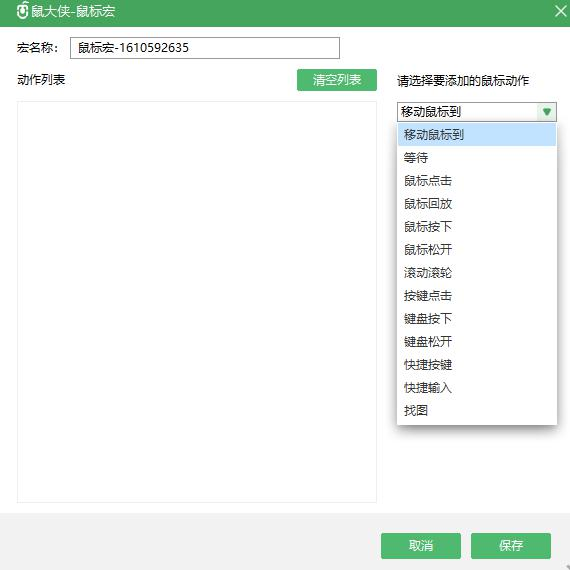 鼠大侠-鼠标宏
宏名称： 鼠标宏-1610592635
动作列表 清空列表 请选择要添加的鼠标动作
移动鼠标到
移动鼠标到
等待
鼠标点击
鼠标回放
鼠标按下
鼠标松开
滚动滚轮
按键点击
键盘按下
键盘松开
快捷按键
快捷输入
找图
取消 保存